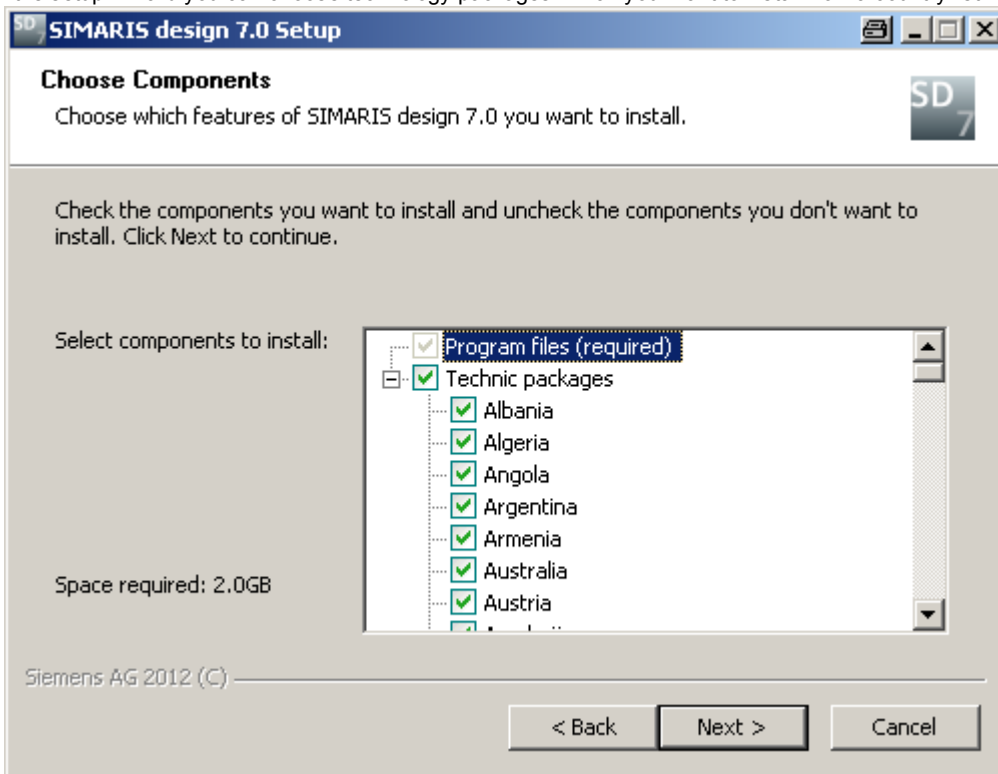 SD 7 SIMARIS design 7.0 Setup
Choose Components
Choose which features of SIMARIS design 7.0 you want to install.
SD 7
Check the components you want to install and uncheck the components you don't want to
install. Click Next to continue.
Select components to install:
Program files (required)
Technic packages
Albania
Algeria
Angola
Argentina
Armenia
Australia
Austria
Space required: 2.0GB
Siemens AG 2012 (C)
< Back
Next >
Cancel